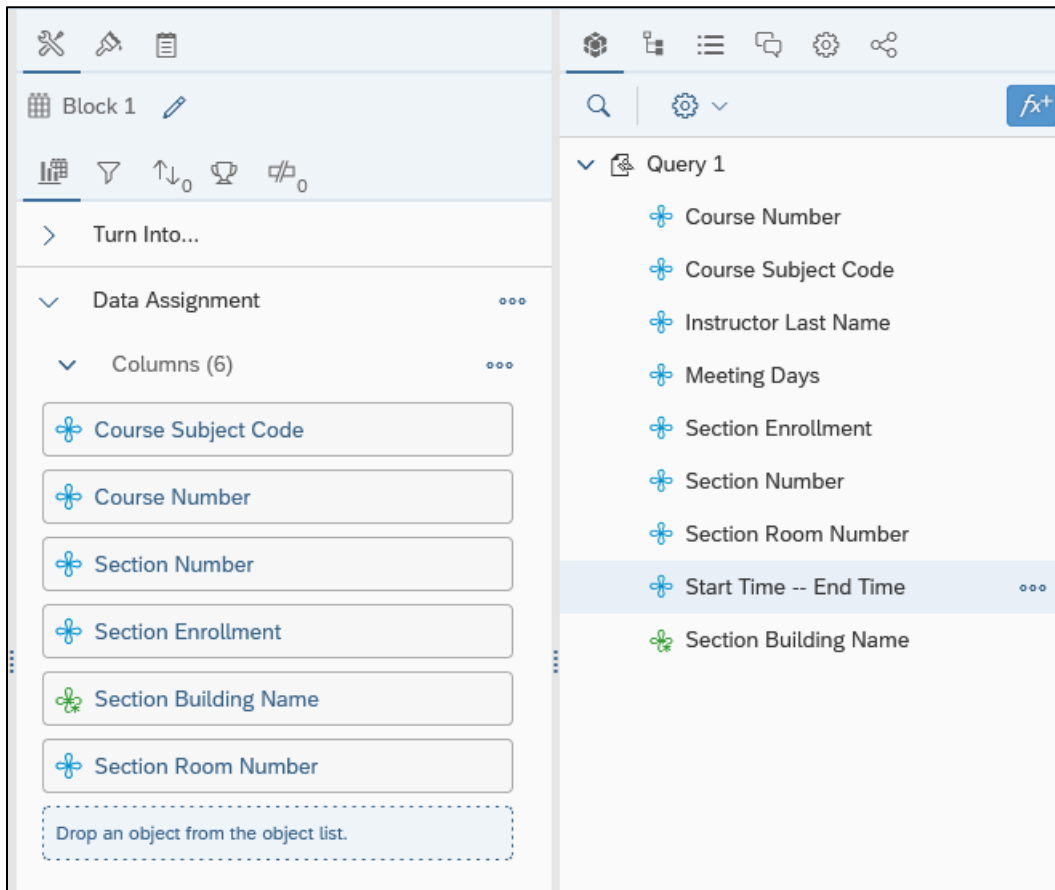 Block 1
0
0
Turn Into...
Data Assignment
Columns (6)
Course Subject Code
Course Number
Section Number
Section Enrollment
Section Building Name
Section Room Number
Drop an object from the object list.
fx+
Query 1
Course Number
Course Subject Code
Instructor Last Name
Meeting Days
Section Enrollment
Section Number
Section Room Number
Start Time -- End Time
Section Building Name